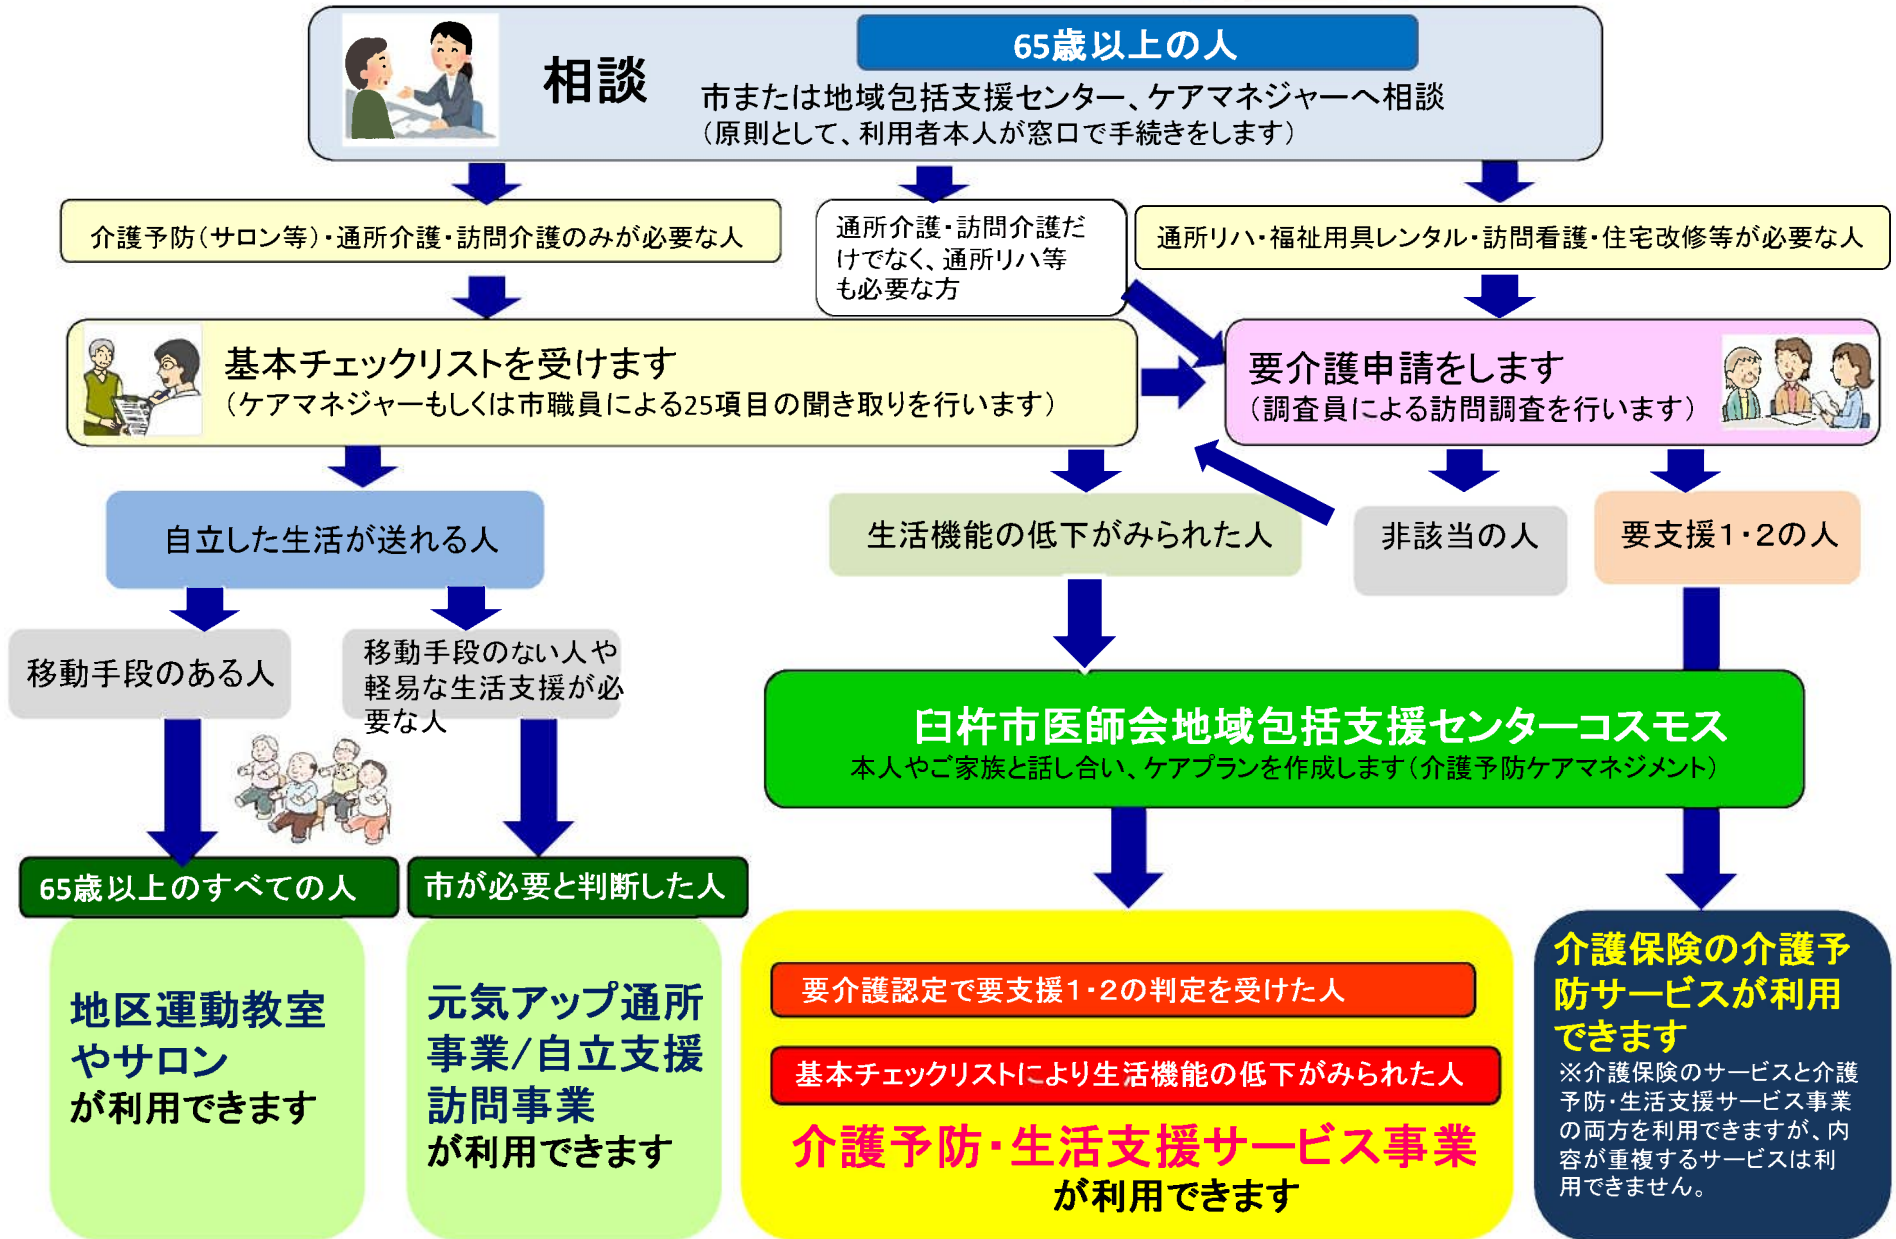 65歳以上の人
相談
市または地域包括支援センター、ケアマネジャーへ相談
（原則として、利用者本人が窓口で手続きをします）
介護予防（サロン等）・通所介護・訪問介護のみが必要な人
通所介護・訪問介護だ
けでなく、通所リハ等
も必要な方
通所リハ・福祉用具レンタル・訪問看護・住宅改修等が必要な人
基本チェックリストを受けます
（ケアマネジャーもしくは市職員による25項目の聞き取りを行います）
要介護申請をします
（調査員による訪問調査を行います）
自立した生活が送れる人
生活機能の低下がみられた人
非該当の人
要支援１・２の人
移動手段のある人
移動手段のない人や
軽易な生活支援が必
要な人
臼杵市医師会地域包括支援センターコスモス
本人やご家族と話し合い、ケアプランを作成します（介護予防ケアマネジメント）
65歳以上のすべての人
市が必要と判断した人
地区運動教室
やサロン
が利用できます
元気アップ通所
事業/自立支援
訪問事業
が利用できます
要介護認定で要支援１・２の判定を受けた人
基本チェックリストにより生活機能の低下がみられた人
介護予防・生活支援サービス事業
が利用できます
介護保険の介護予
防サービスが利用
できます
※介護保険のサービスと介護
予防・生活支援サービス事業
の両方を利用できますが、内
容が重複するサービスは利
用できません。